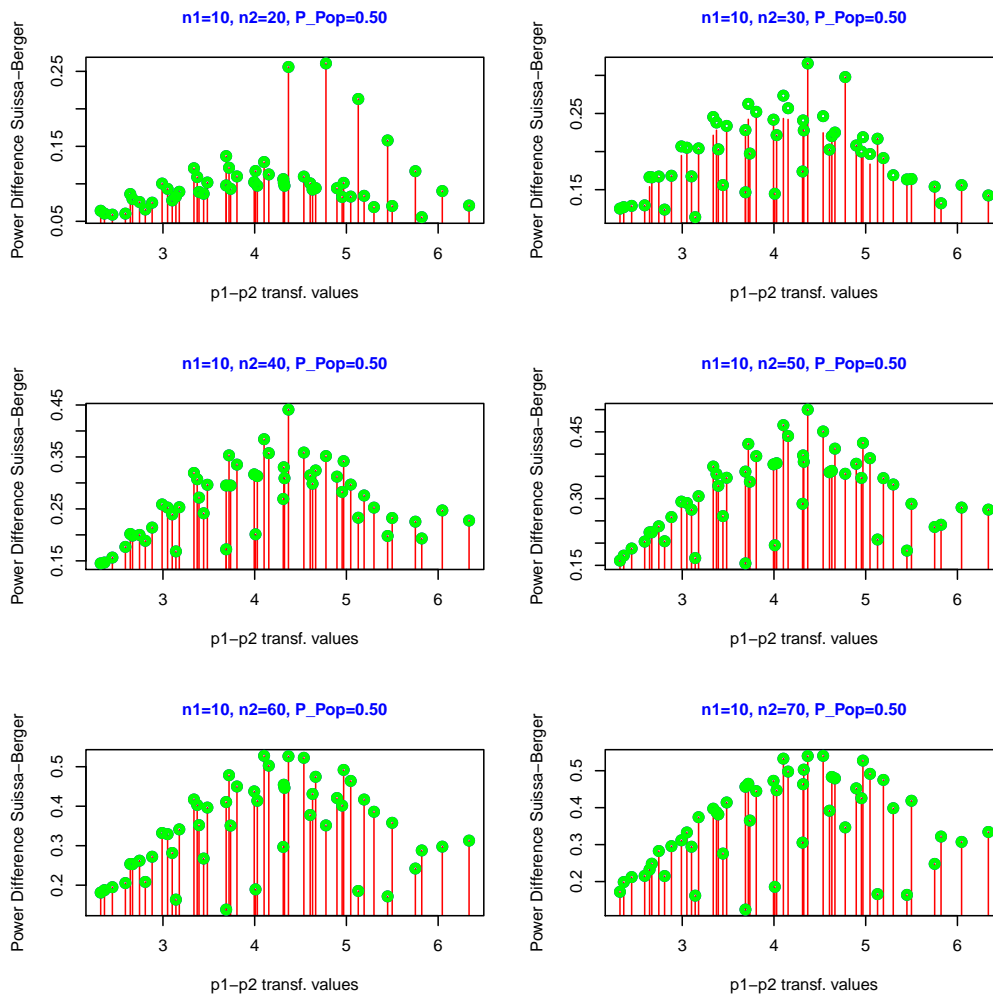 n1=10, n2=20, P_Pop=0.50
Power Difference Suissa−Berger
0.05 0.15 0.25
3 4 5 6
p1−p2 transf. values
n1=10, n2=30, P_Pop=0.50
Power Difference Suissa−Berger
0.15 0.25
3 4 5 6
p1−p2 transf. values
n1=10, n2=40, P_Pop=0.50
Power Difference Suissa−Berger
0.15 0.25 0.35 0.45
3 4 5 6
p1−p2 transf. values
n1=10, n2=50, P_Pop=0.50
Power Difference Suissa−Berger
0.15 0.30 0.45
3 4 5 6
p1−p2 transf. values
n1=10, n2=60, P_Pop=0.50
Power Difference Suissa−Berger
0.2 0.3 0.4 0.5
3 4 5 6
p1−p2 transf. values
n1=10, n2=70, P_Pop=0.50
Power Difference Suissa−Berger
0.2 0.3 0.4 0.5
3 4 5 6
p1−p2 transf. values